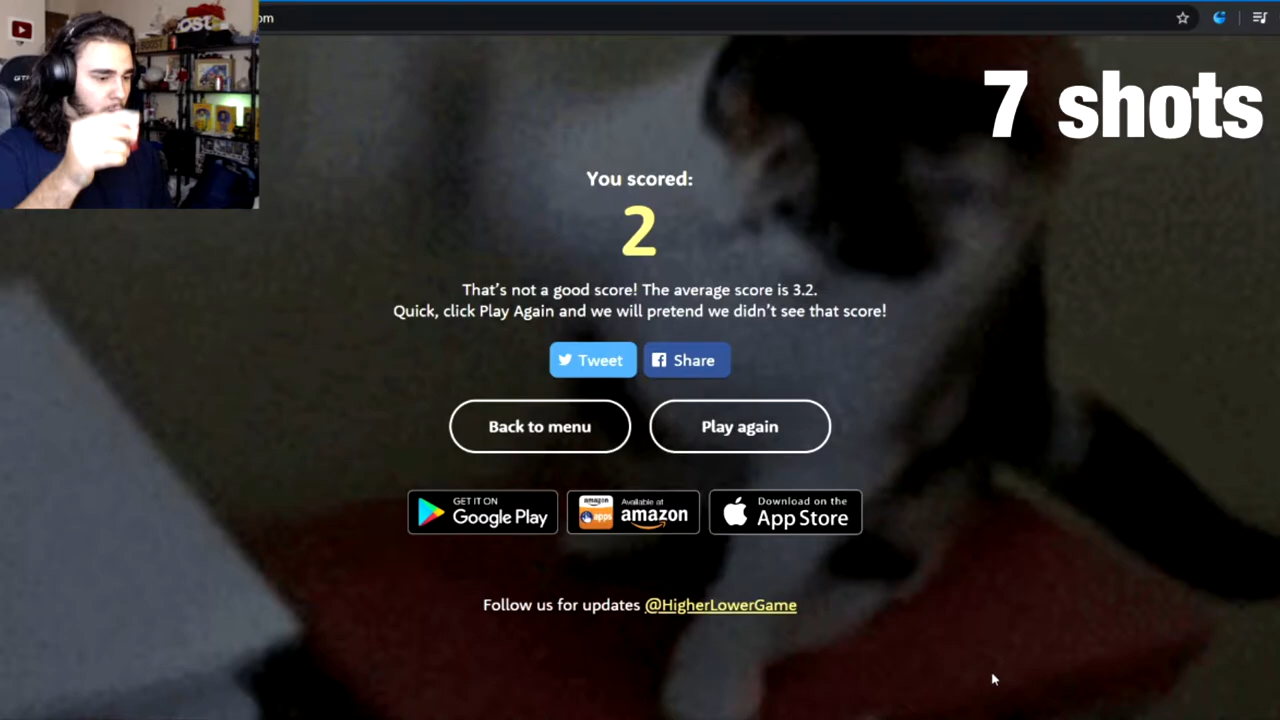 om
7 shots
You scored:
2
That's not a good score! The average score is 3.2.
Quick, click Play Again and we will pretend we didn't see that score!
Tweet
Share
Back to menu
Play again
GET IT ON
Google Play
amazon
apps
Available at
amazon
Download on the
App Store
Follow us for updates @HigherLowerGame